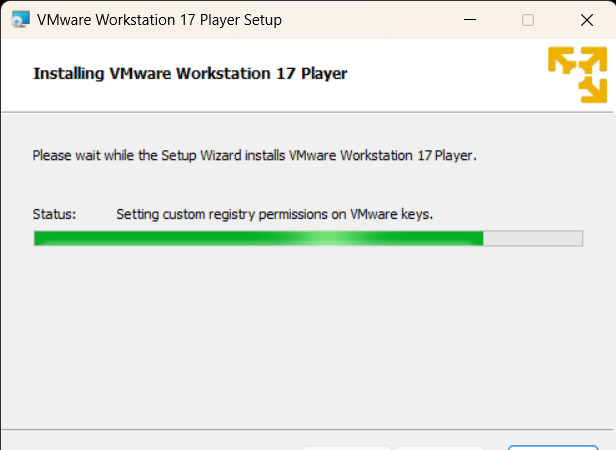 VMware Workstation 17 Player Setup
Installing VMware Workstation 17 Player
Please wait while the Setup Wizard installs VMware Workstation 17 Player.
Status: Setting custom registry permissions on VMware keys.